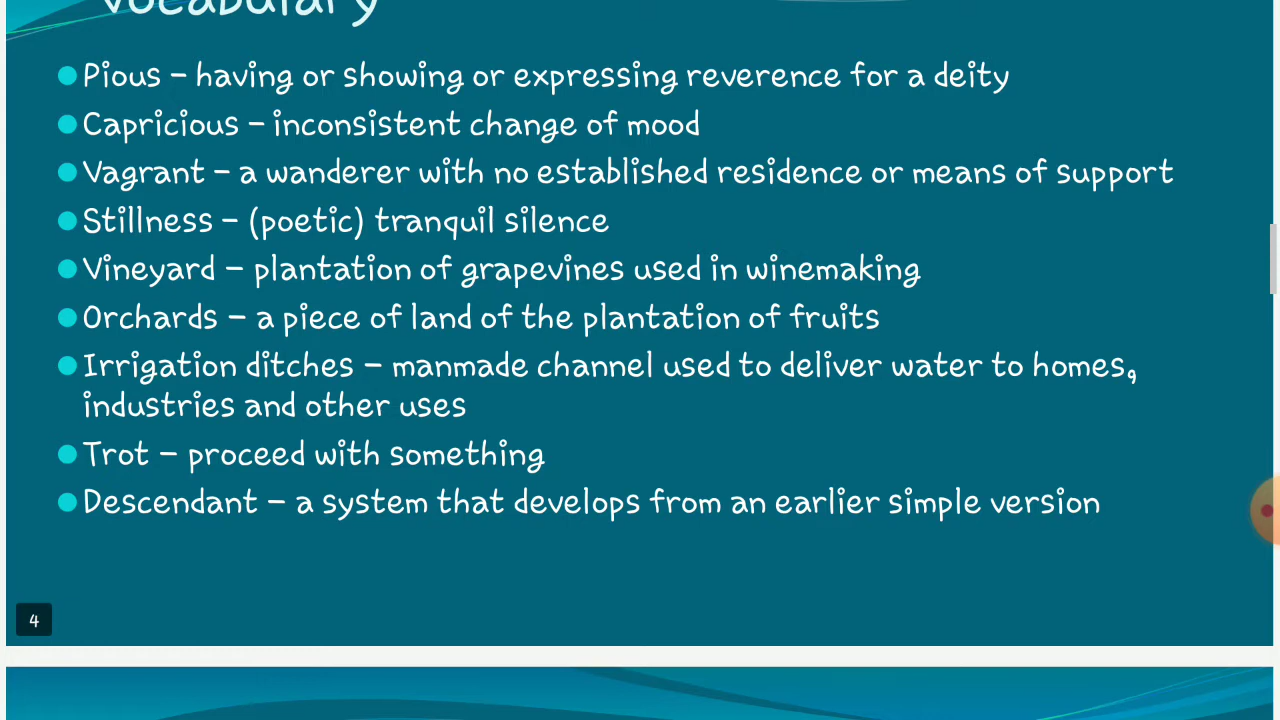 Vocabulary
Pious – having or showing or expressing reverence for a deity
Capricious – inconsistent change of mood
Vagrant – a wanderer with no established residence or means of support
Stillness – (poetic) tranquil silence
Vineyard – plantation of grapevines used in winemaking
Orchards – a piece of land of the plantation of fruits
Irrigation ditches – manmade channel used to deliver water to homes,
industries and other uses
Trot – proceed with something
Descendant – a system that develops from an earlier simple version
4